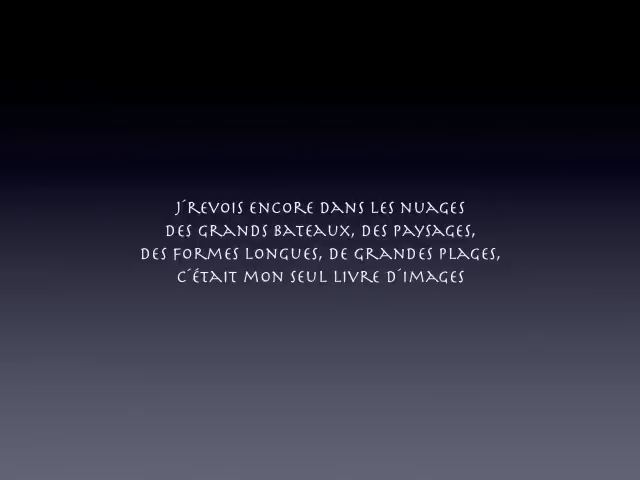 J´revois encore dans les nuages
des grands bateaux, des paysages,
des formes longues, de grandes plages,
c´était mon seul livre d´images